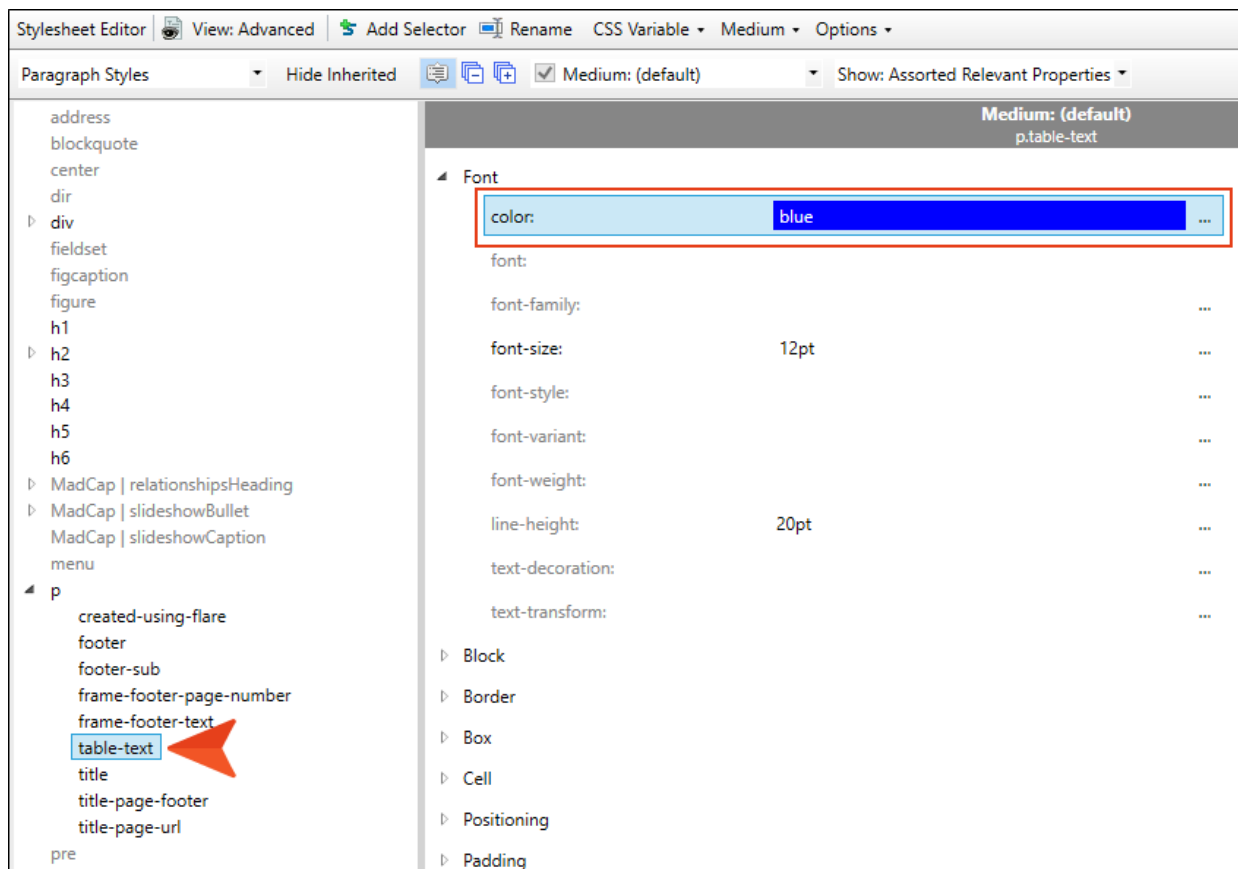 Stylesheet Editor View: Advanced Add Selector Rename CSS Variable Medium Options
Paragraph Styles Hide Inherited Medium: (default) Show: Assorted Relevant Properties
address
blockquote
center
dir
div
fieldset
figcaption
figure
h1
h2
h3
h4
h5
h6
MadCap | relationshipsHeading
MadCap | slideshowBullet
MadCap | slideshowCaption
menu
p
created-using-flare
footer
footer-sub
frame-footer-page-number
frame-footer-text
table-text
title
title-page-footer
title-page-url
pre
Medium: (default)
p.table-text
Font
color: blue ...
font:
font-family: ...
font-size: 12pt ...
font-style: ...
font-variant: ...
font-weight: ...
line-height: 20pt ...
text-decoration: ...
text-transform: ...
Block
Border
Box
Cell
Positioning
Padding